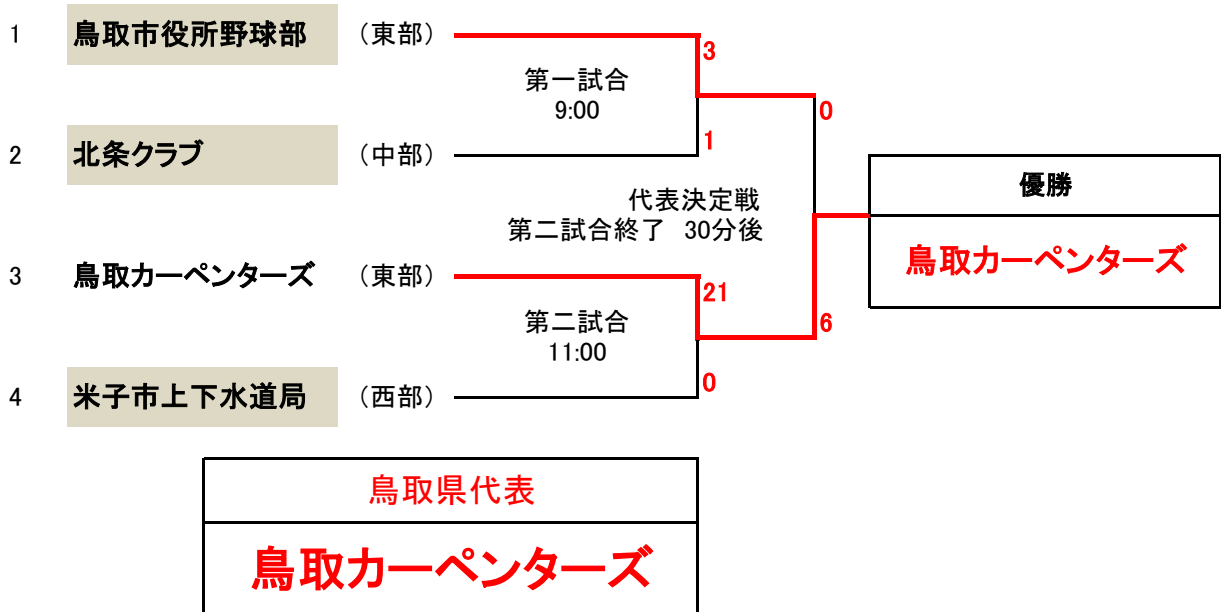 1 鳥取市役所野球部 （東部）
3
第一試合
9:00
0
1
2 北条クラブ （中部）
優勝
代表決定戦
第二試合終了 30分後
鳥取カーペンターズ
3 鳥取カーペンターズ （東部）
21
第二試合
6
11:00
0
4 米子市上下水道局 （西部）
鳥取県代表
鳥取カーペンターズ